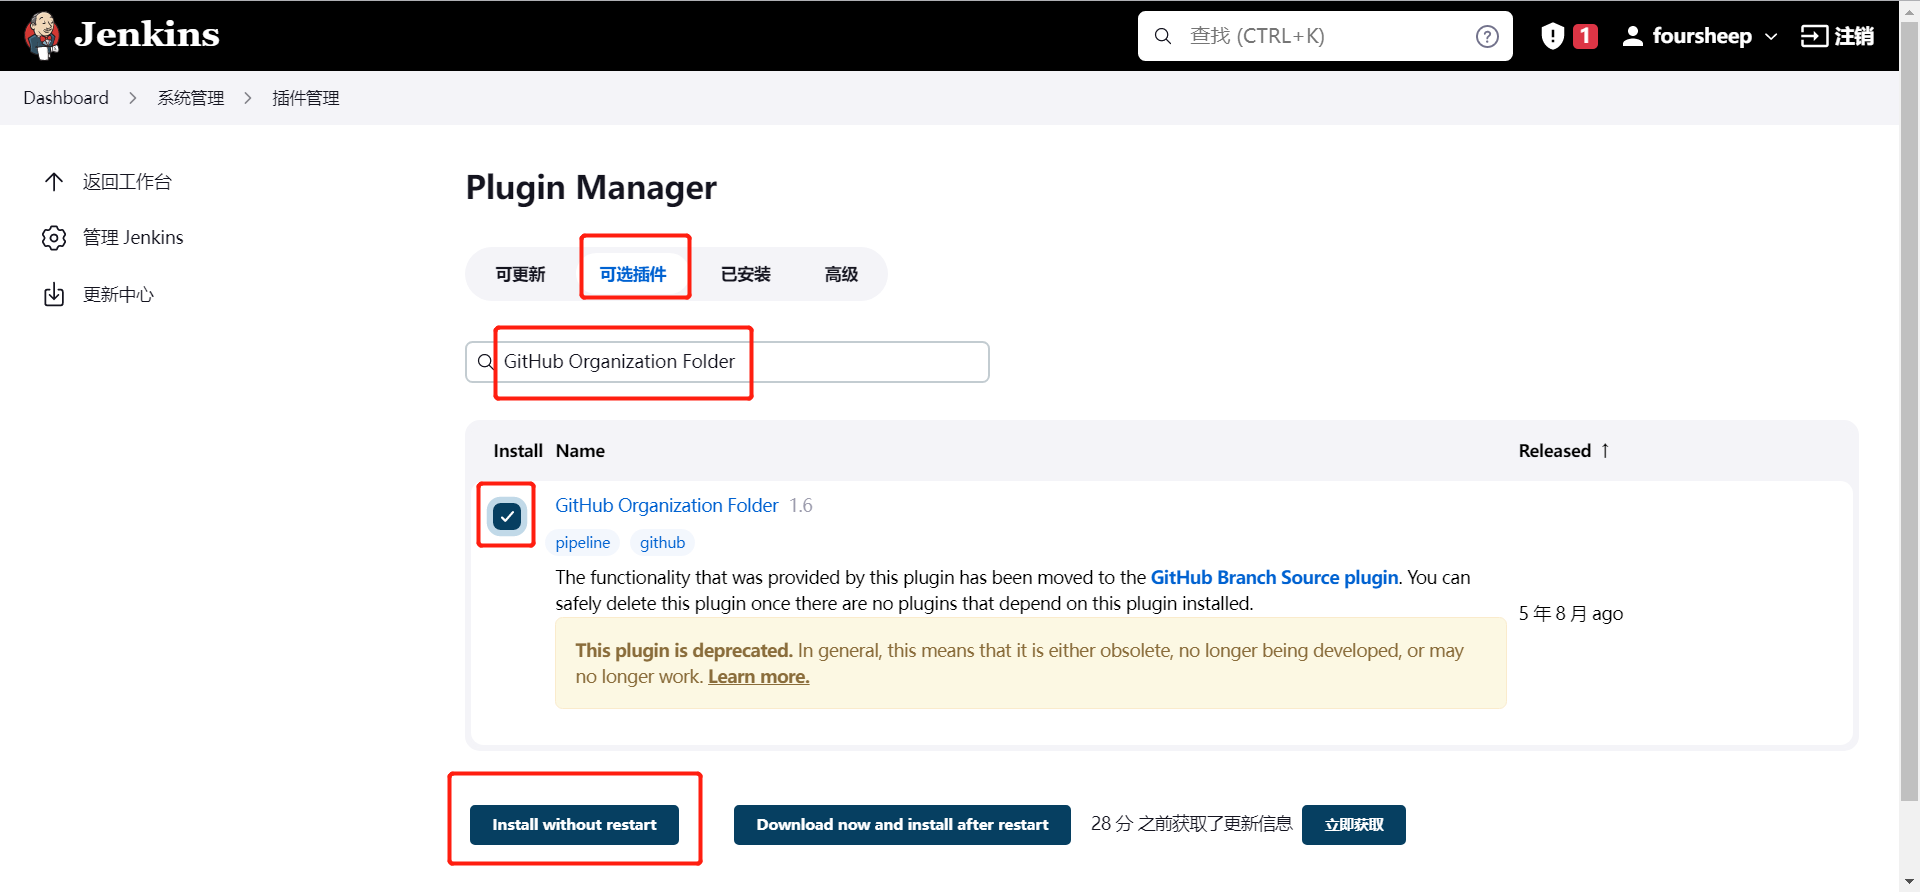 Jenkins
查找 (CTRL+K)
1
foursheep
注销
Dashboard
系统管理
插件管理
返回工作台
管理 Jenkins
更新中心
Plugin Manager
可更新
可选插件
已安装
高级
GitHub Organization Folder
Install Name Released ↑
GitHub Organization Folder 1.6
pipeline github
The functionality that was provided by this plugin has been moved to the GitHub Branch Source plugin. You can
safely delete this plugin once there are no plugins that depend on this plugin installed.
5 年 8 月 ago
This plugin is deprecated. In general, this means that it is either obsolete, no longer being developed, or may
no longer work. Learn more.
Install without restart
Download now and install after restart
28 分 之前获取了更新信息
立即获取